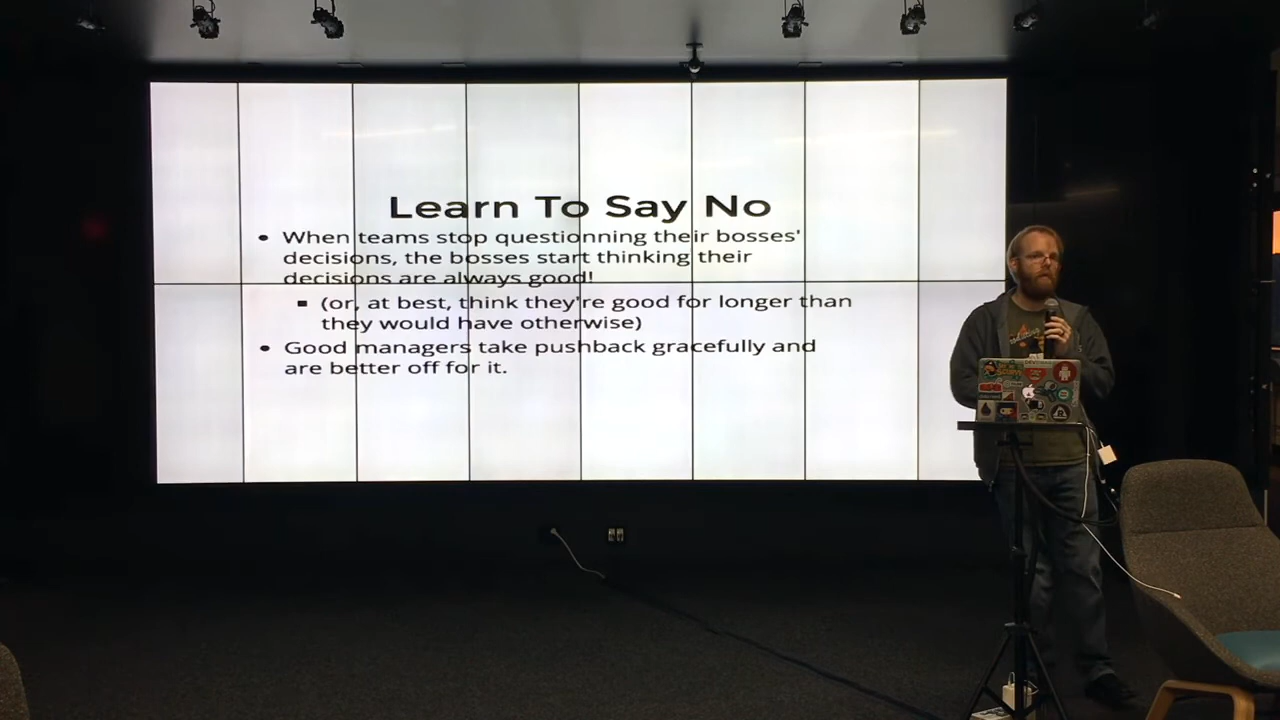 Learn To Say No
• When teams stop questionning their bosses'
decisions, the bosses start thinking their
decisions are always good!
▪ (or, at best, think they're good for longer than
they would have otherwise)
• Good managers take pushback gracefully and
are better off for it.